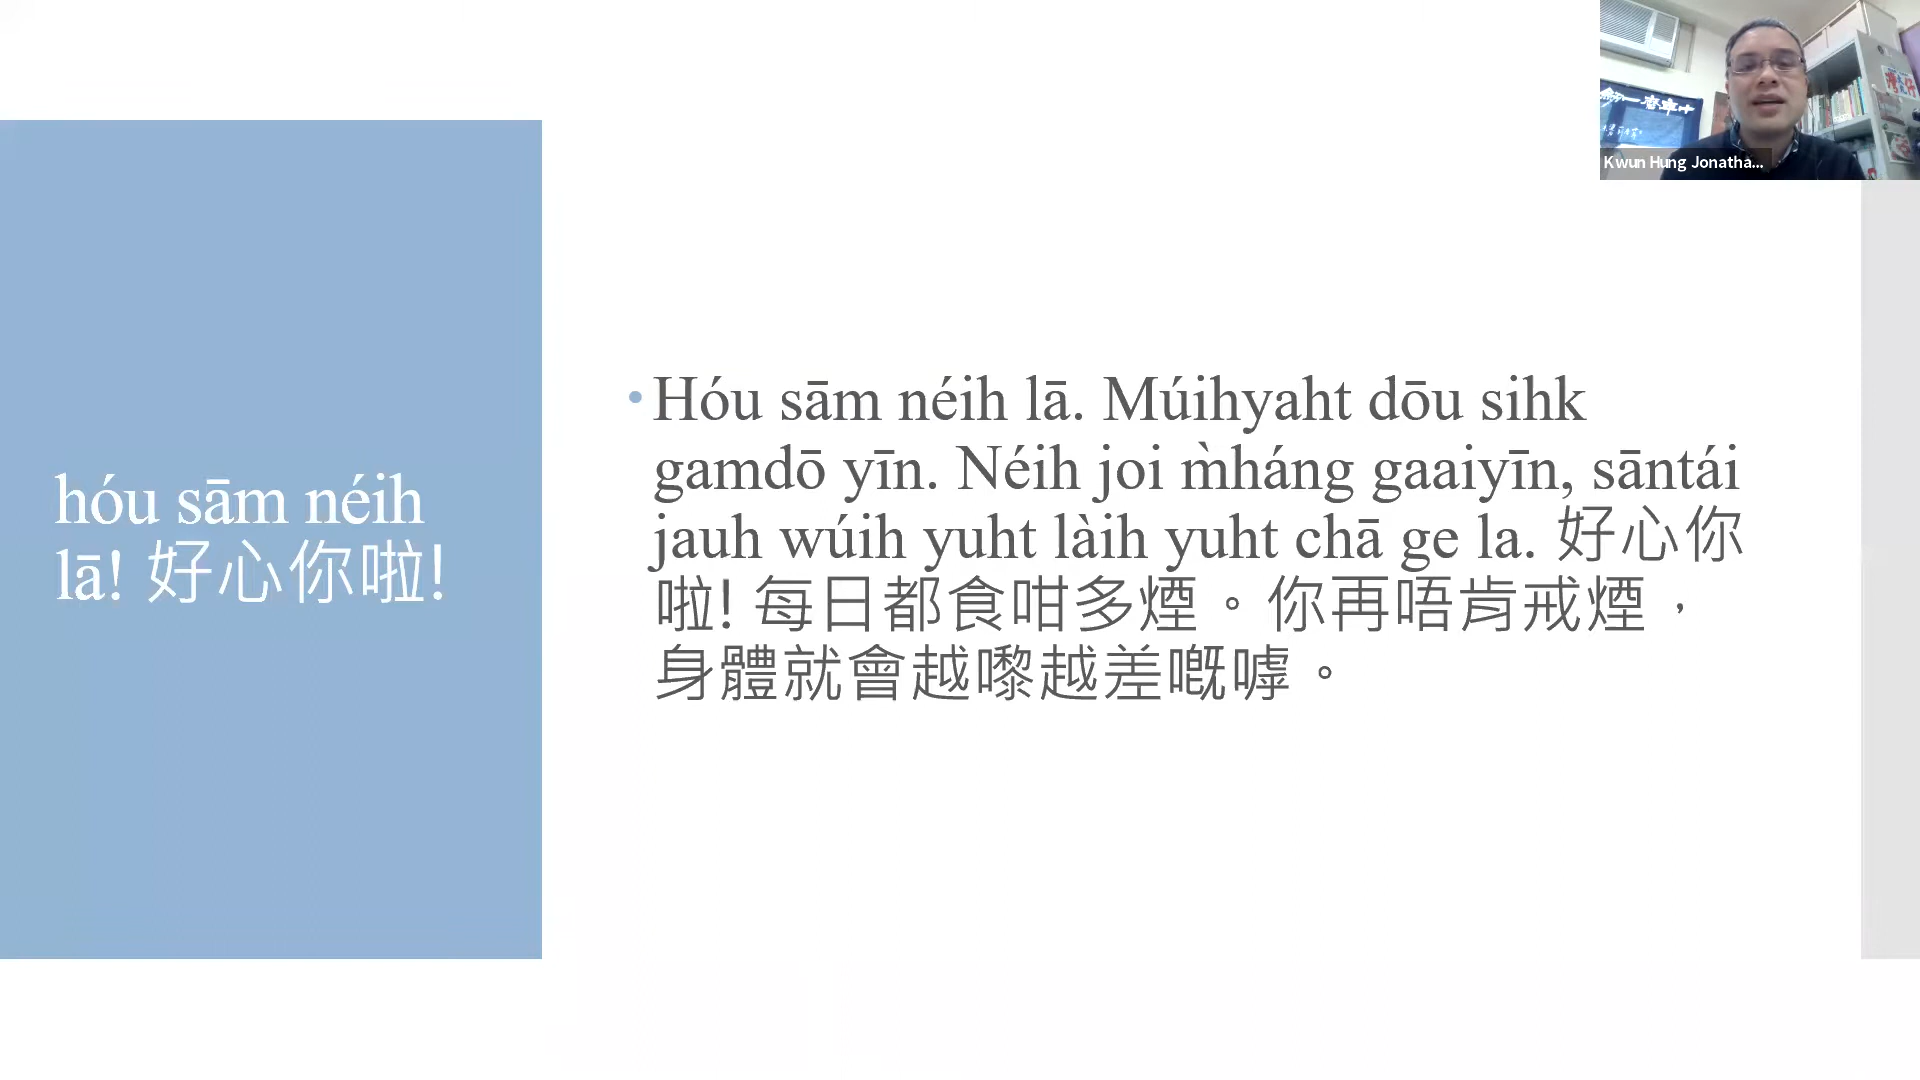 Kwun Hung Jonatha...
hóu sām néih
lā! 好心你啦!
Hóu sām néih lā. Múihyaht dōu sihk
gamdō yīn. Néih joi m̀háng gaaiyīn, sāntái
jauh wúih yuht làih yuht chā ge la. 好心你
啦! 每日都食咁多煙。你再唔肯戒煙，
身體就會越嚟越差嘅嘑。